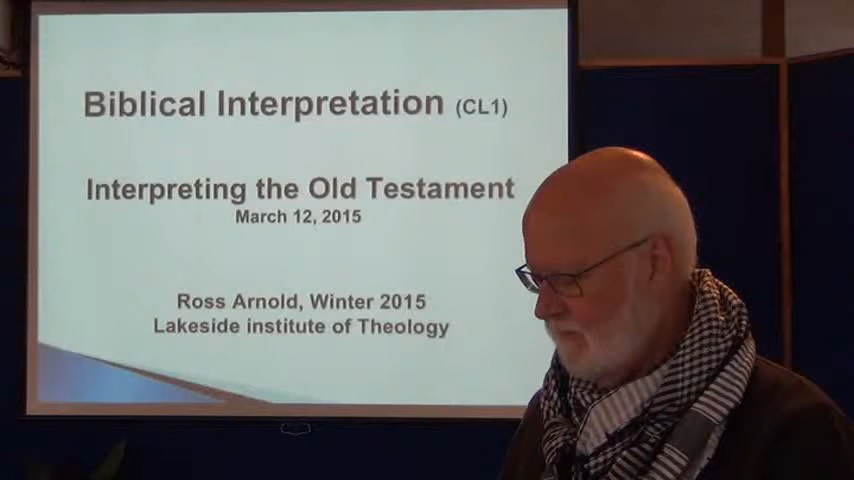 Biblical Interpretation (CL1)
Interpreting the Old Testament
March 12, 2015
Ross Arnold, Winter 2015
Lakeside institute of Theology